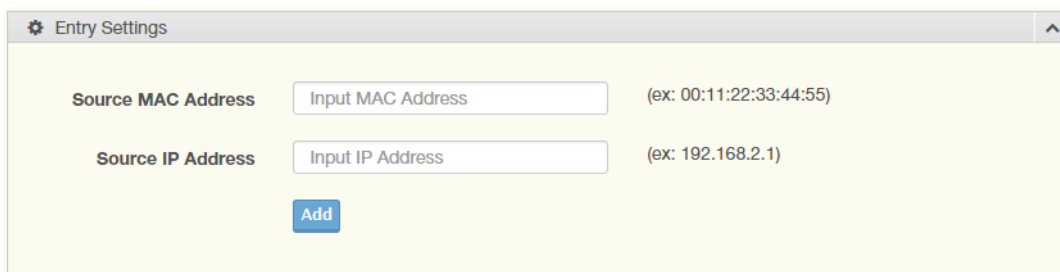 Entry Settings
Source MAC Address Input MAC Address (ex: 00:11:22:33:44:55)
Source IP Address Input IP Address (ex: 192.168.2.1)
Add